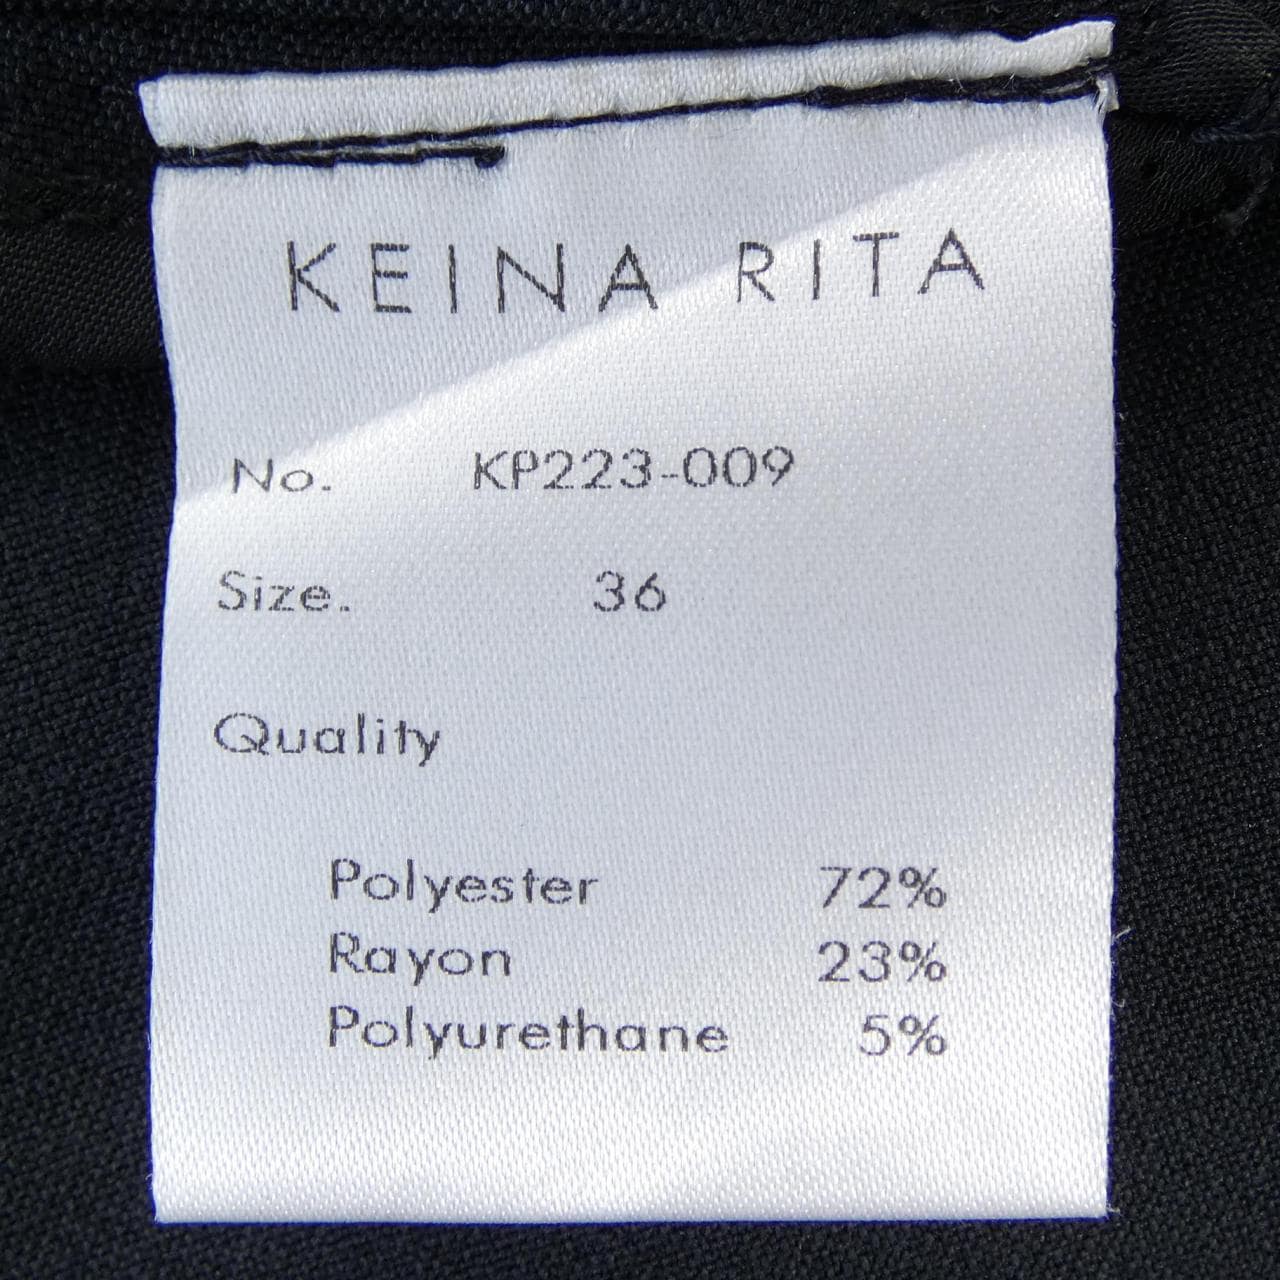 KEINA RITA
No. KP223-009
Size. 36
Quality
Polyester 72%
Rayon 23%
Polyurethane 5%